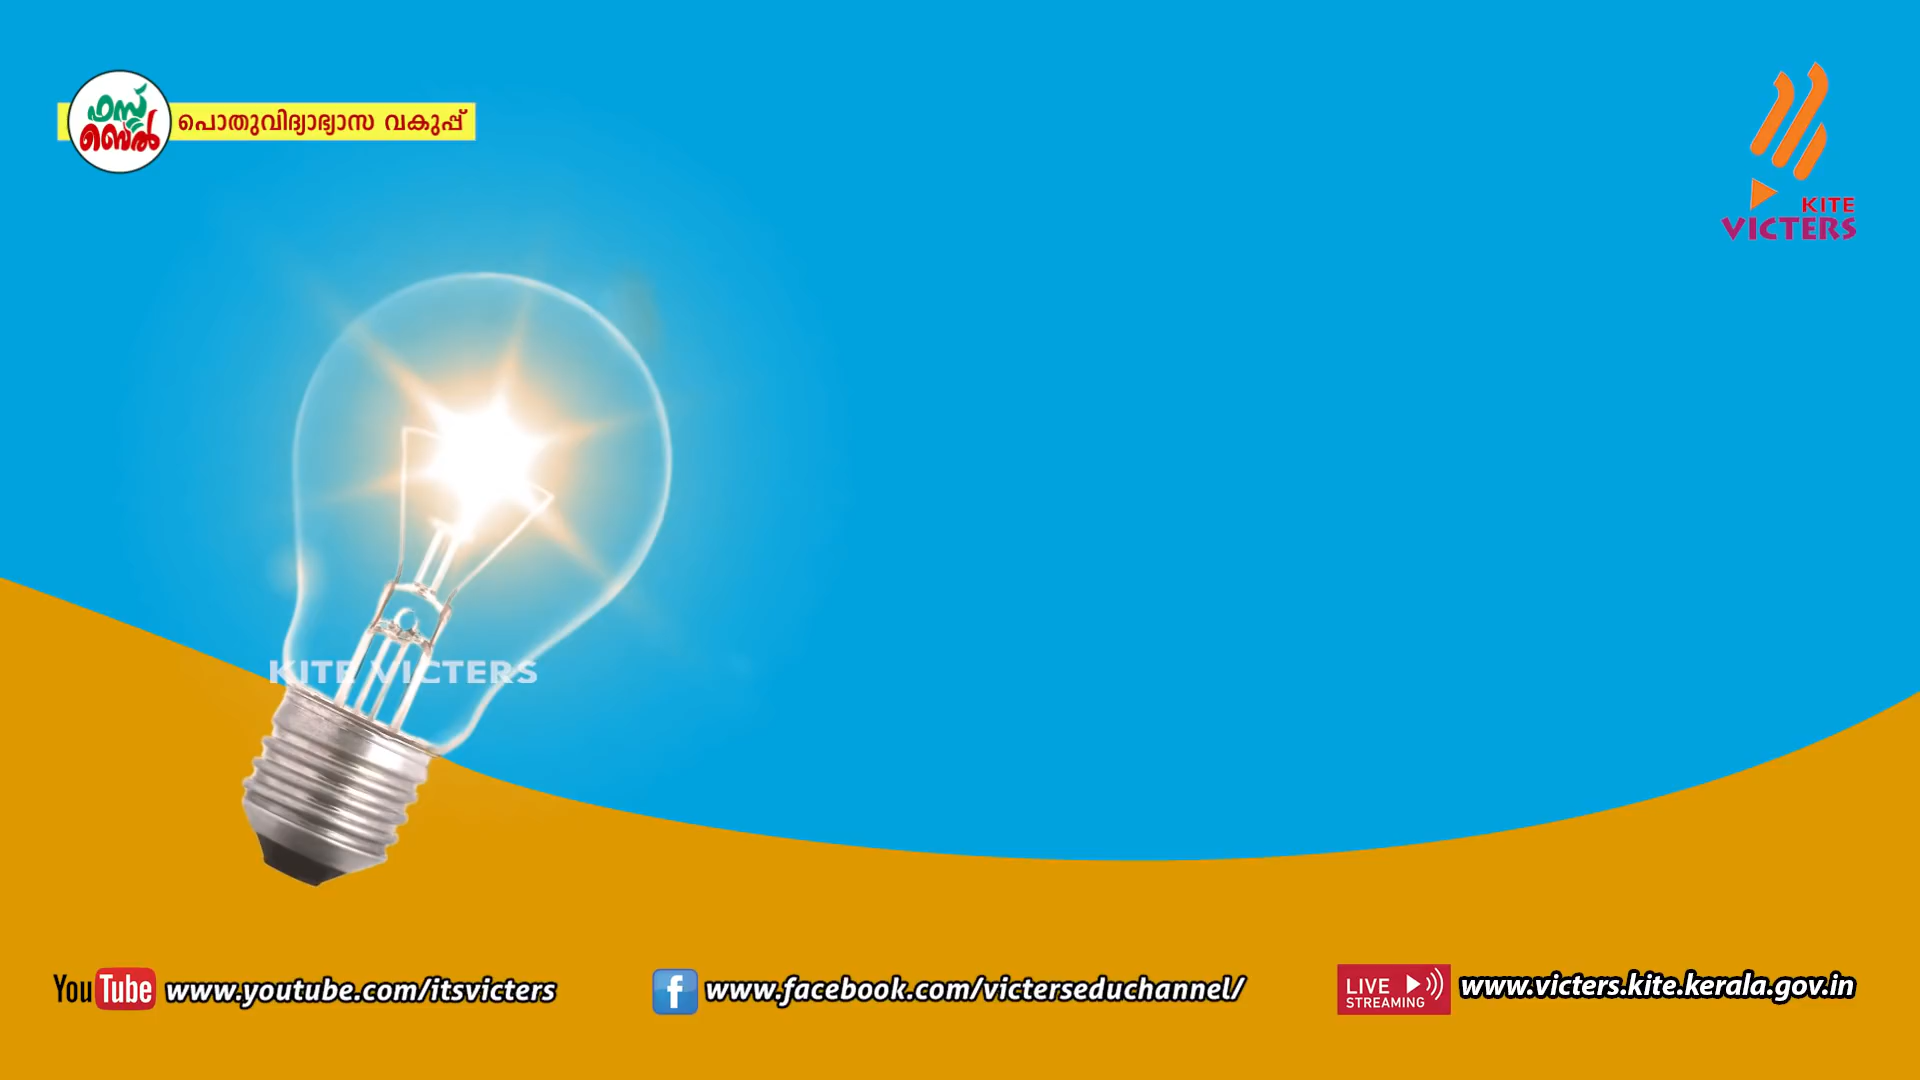 ഫസ്റ്റ്
ബെൽ
പൊതുവിദ്യാഭ്യാസ വകുപ്പ്
KITE
VICTERS
KITE VICTERS
YouTube www.youtube.com/itsvicters
f www.facebook.com/victerseduchannel/
LIVE
STREAMING
www.victers.kite.kerala.gov.in